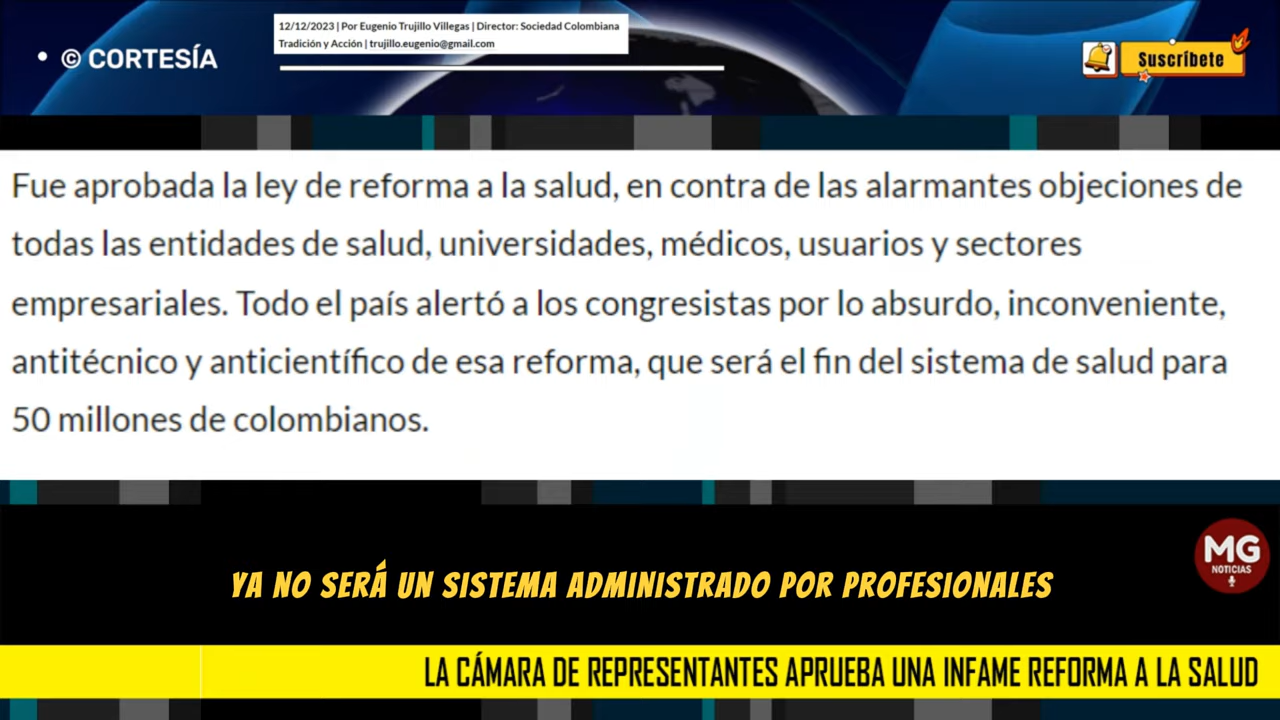 12/12/2023 | Por Eugenio Trujillo Villegas | Director: Sociedad Colombiana
Tradición y Acción | trujillo.eugenio@gmail.com
• © CORTESÍA
Suscríbete
Fue aprobada la ley de reforma a la salud, en contra de las alarmantes objeciones de
todas las entidades de salud, universidades, médicos, usuarios y sectores
empresariales. Todo el país alertó a los congresistas por lo absurdo, inconveniente,
antitécnico y anticientífico de esa reforma, que será el fin del sistema de salud para
50 millones de colombianos.
MG
NOTICIAS
YA NO SERÁ UN SISTEMA ADMINISTRADO POR PROFESIONALES
LA CÁMARA DE REPRESENTANTES APRUEBA UNA INFAME REFORMA A LA SALUD